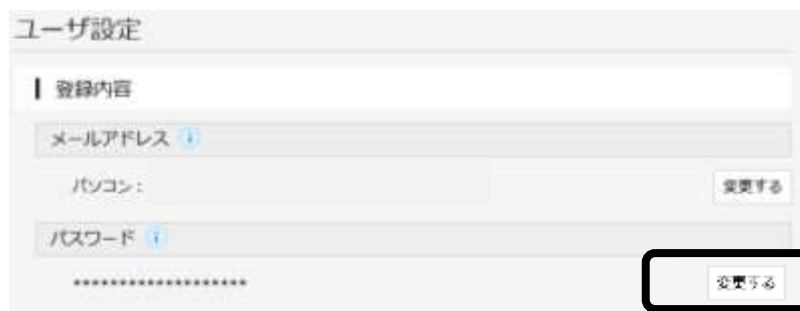 ユーザ設定
登録内容
メールアドレス i
パソコン： 変更する
パスワード i
******************* 変更する